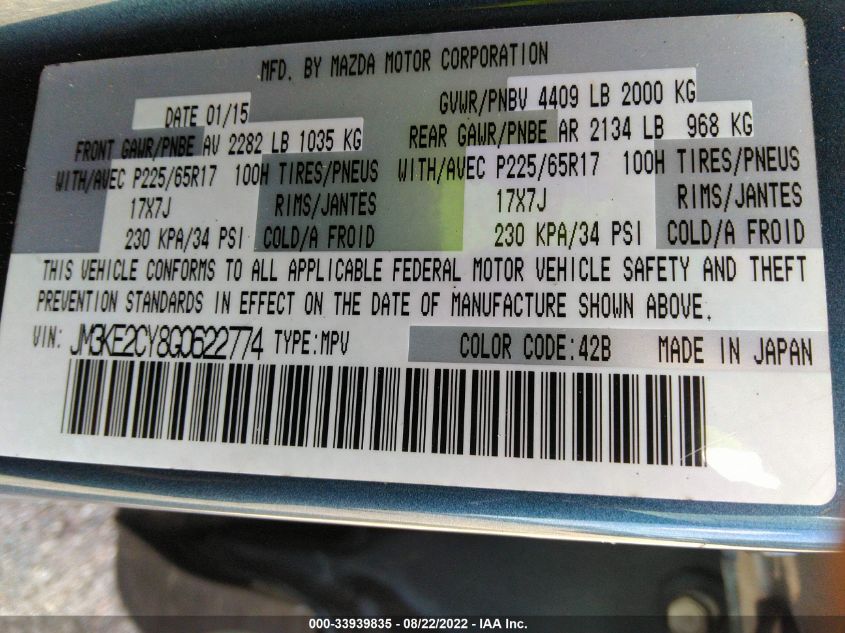 MFD. BY MAZDA MOTOR CORPORATION
DATE 01/15
GVWR/PNBV 4409 LB 2000 KG
FRONT GAWR/PNBE AV 2282 LB 1035 KG
REAR GAWR/PNBE AR 2134 LB 968 KG
WITH/AVEC P225/65R17 100H TIRES/PNEUS
WITH/AVEC P225/65R17 100H TIRES/PNEUS
17X7J RIMS/JANTES
17X7J RIMS/JANTES
230 KPA/34 PSI COLD/A FROID
230 KPA/34 PSI COLD/A FROID
THIS VEHICLE CONFORMS TO ALL APPLICABLE FEDERAL MOTOR VEHICLE SAFETY AND THEFT
PREVENTION STANDARDS IN EFFECT ON THE DATE OF MANUFACTURE SHOWN ABOVE.
VIN: JM3KE2CY8G0622774 TYPE:MPV
COLOR CODE:42B MADE IN JAPAN
000-33939835 - 08/22/2022 - IAA Inc.